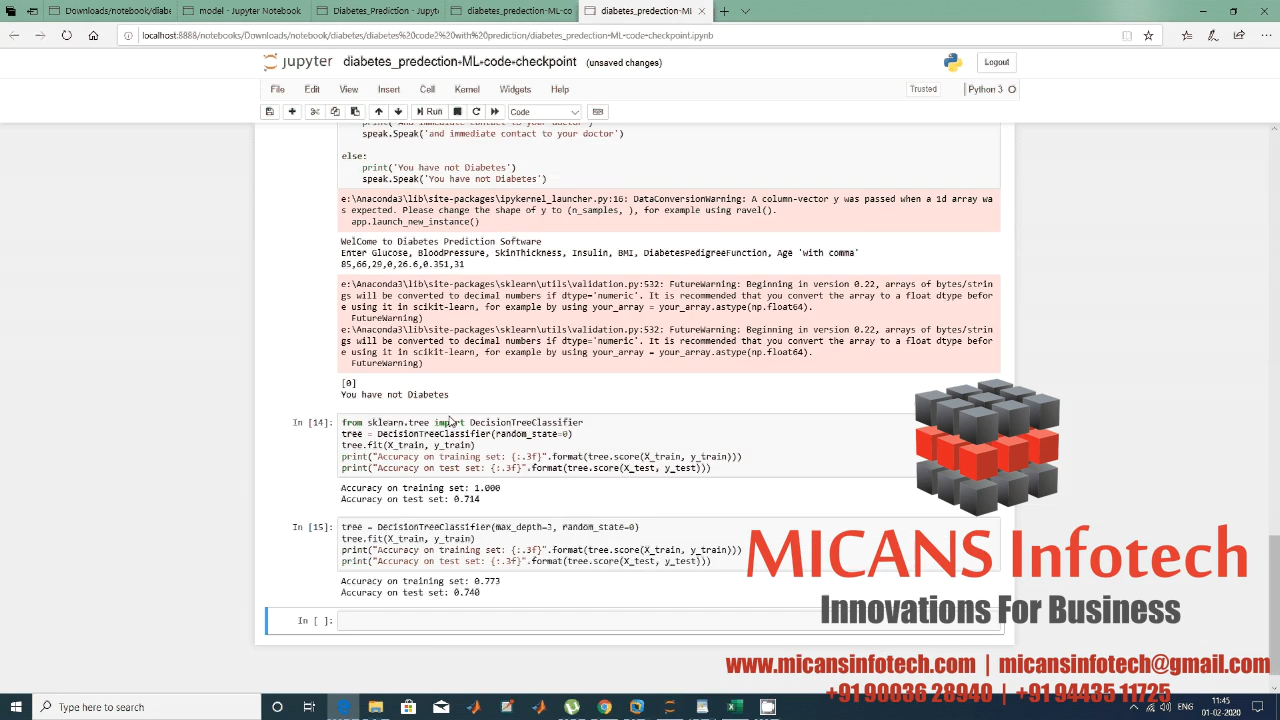 Downloads/notebook/diabe
model - Jupyter Notebook
Diabetes Prediction - Jupyte
diabetes_predection-ML-co
diabetes_predection-ML
localhost:8888/notebooks/Downloads/notebook/diabetes/diabetes%20code2%20with%20prediction/diabetes_predection-ML-code-checkpoint.ipynb
jupyter diabetes_predection-ML-code-checkpoint (unsaved changes) Logout
File Edit View Insert Cell Kernel Widgets Help Trusted Python 3
Run Code
print('And immediate contact to your doctor')
speak.Speak('and immediate contact to your doctor')
else:
print('You have not Diabetes')
speak.Speak('You have not Diabetes')
e:\Anaconda3\lib\site-packages\ipykernel_launcher.py:16: DataConversionWarning: A column-vector y was passed when a 1d array wa
s expected. Please change the shape of y to (n_samples, ), for example using ravel().
app.launch_new_instance()
WelCome to Diabetes Prediction Software
Enter Glucose, BloodPressure, SkinThickness, Insulin, BMI, DiabetesPedigreeFunction, Age 'with comma'
85,66,29,0,26.6,0.351,31
e:\Anaconda3\lib\site-packages\sklearn\utils\validation.py:532: FutureWarning: Beginning in version 0.22, arrays of bytes/strin
gs will be converted to decimal numbers if dtype='numeric'. It is recommended that you convert the array to a float dtype befor
e using it in scikit-learn, for example by using your_array = your_array.astype(np.float64).
FutureWarning)
e:\Anaconda3\lib\site-packages\sklearn\utils\validation.py:532: FutureWarning: Beginning in version 0.22, arrays of bytes/strin
gs will be converted to decimal numbers if dtype='numeric'. It is recommended that you convert the array to a float dtype befor
e using it in scikit-learn, for example by using your_array = your_array.astype(np.float64).
FutureWarning)
[0]
You have not Diabetes
In [14]: from sklearn.tree import DecisionTreeClassifier
tree = DecisionTreeClassifier(random_state=0)
tree.fit(X_train, y_train)
print("Accuracy on training set: {:.3f}".format(tree.score(X_train, y_train)))
print("Accuracy on test set: {:.3f}".format(tree.score(X_test, y_test)))
Accuracy on training set: 1.000
Accuracy on test set: 0.714
In [15]: tree = DecisionTreeClassifier(max_depth=3, random_state=0)
tree.fit(X_train, y_train)
print("Accuracy on training set: {:.3f}".format(tree.score(X_train, y_train)))
print("Accuracy on test set: {:.3f}".format(tree.score(X_test, y_test)))
Accuracy on training set: 0.773
Accuracy on test set: 0.740
In [ ]:
MICANS Infotech
Innovations For Business
www.micansinfotech.com | micansinfotech@gmail.com
+91 90036 28940 | +91 94435 11725
Type here to search
ENG
11:45
01-02-2020